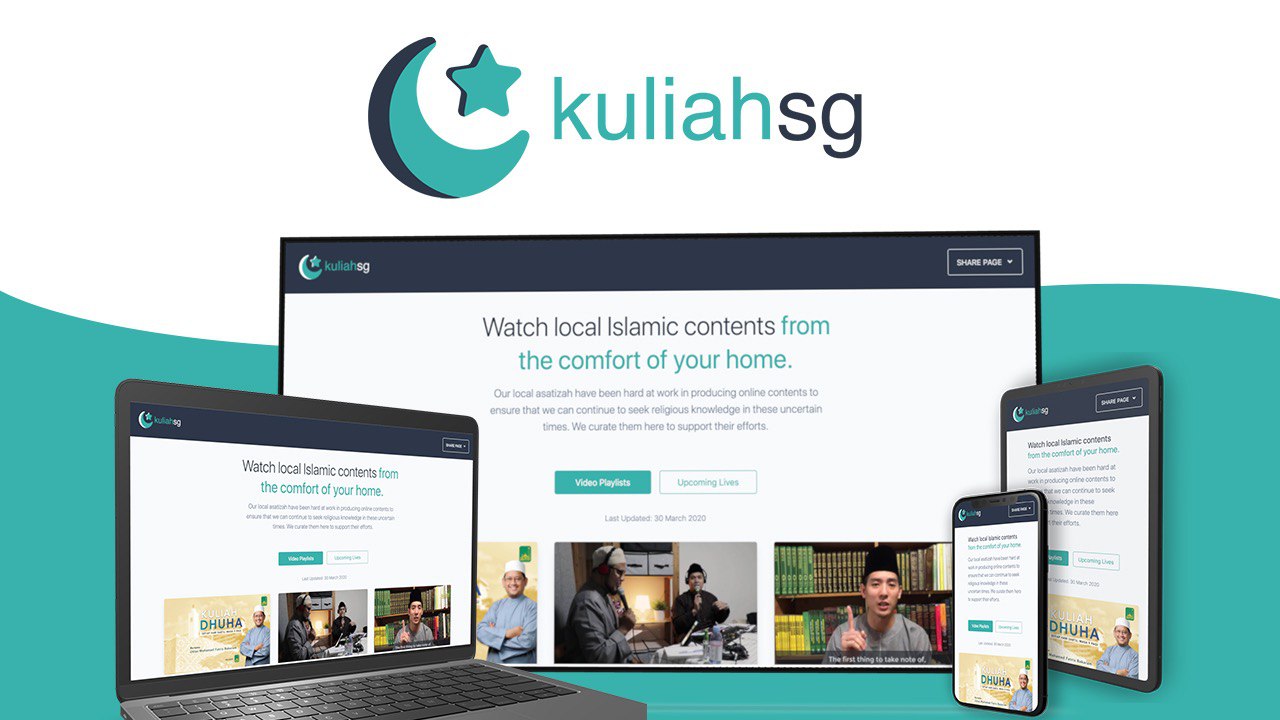 kuliahsg
kuliahsg
SHARE PAGE
Watch local Islamic contents from
the comfort of your home.
Our local asatizah have been hard at work in producing online contents to
ensure that we can continue to seek religious knowledge in these uncertain
times. We curate them here to support their efforts.
Video Playlists
Upcoming Lives
Last Updated: 30 March 2020
The first thing to take note of,
kuliahsg
SHARE PAGE
Watch local Islamic contents from
the comfort of your home.
Our local asatizah have been hard at work in producing online contents to
ensure that we can continue to seek religious knowledge in these uncertain
times. We curate them here to support their efforts.
Video Playlists
Upcoming Lives
Last Updated: 30 March 2020
KULIAH
DHUHA
The first thing to take note of,
kuliahsg
SHARE PAGE
Watch local Islamic contents
from the comfort of your home.
Our local asatizah have been hard at
work in producing online contents to
ensure that we can continue to seek
religious knowledge in these
uncertain times. We curate them here
to support their efforts.
Upcoming Lives
30 March 2020
KULIAH
DHUHA
kuliahsg
SHARE PAGE
Watch local Islamic contents
from the comfort of your home.
Our local asatizah have been hard at work
in producing online contents to ensure
that we can continue to seek
religious knowledge in these
uncertain times. We curate them here
to support their efforts.
Video Playlists
Upcoming Lives
Last Updated: 30 March 2020
KULIAH
DHUHA